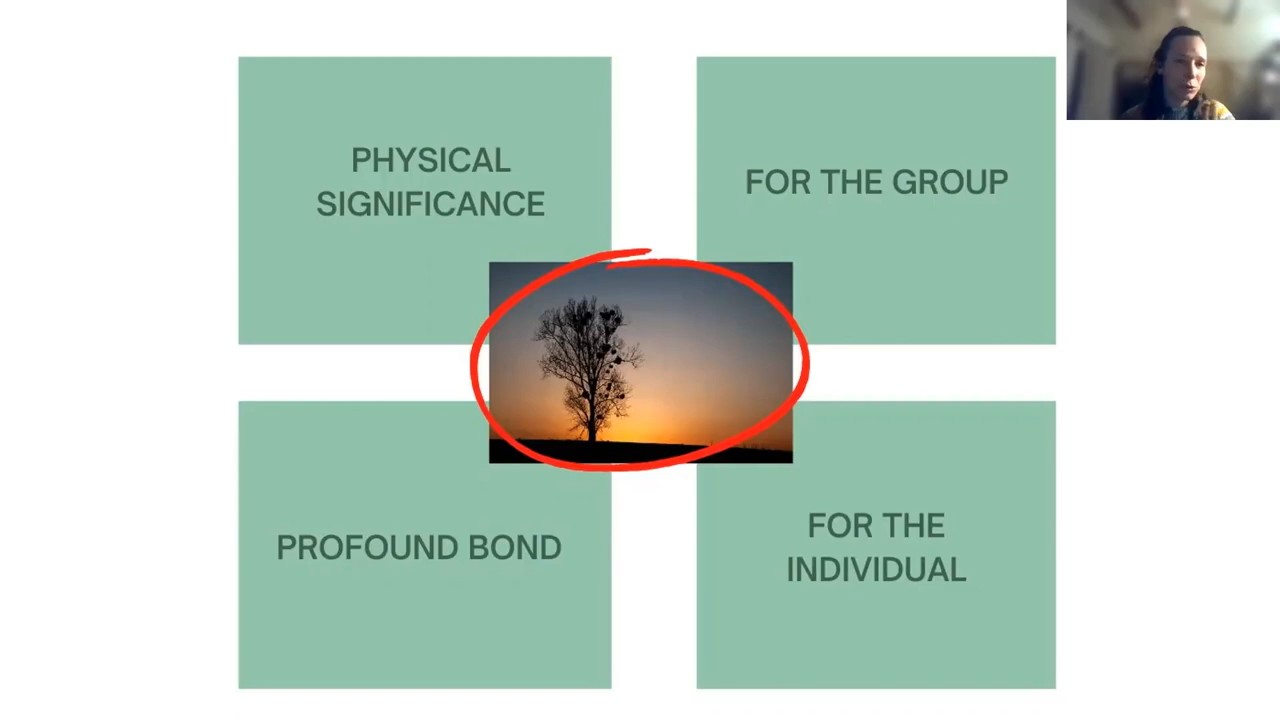 PHYSICAL
SIGNIFICANCE
FOR THE GROUP
PROFOUND BOND
FOR THE
INDIVIDUAL